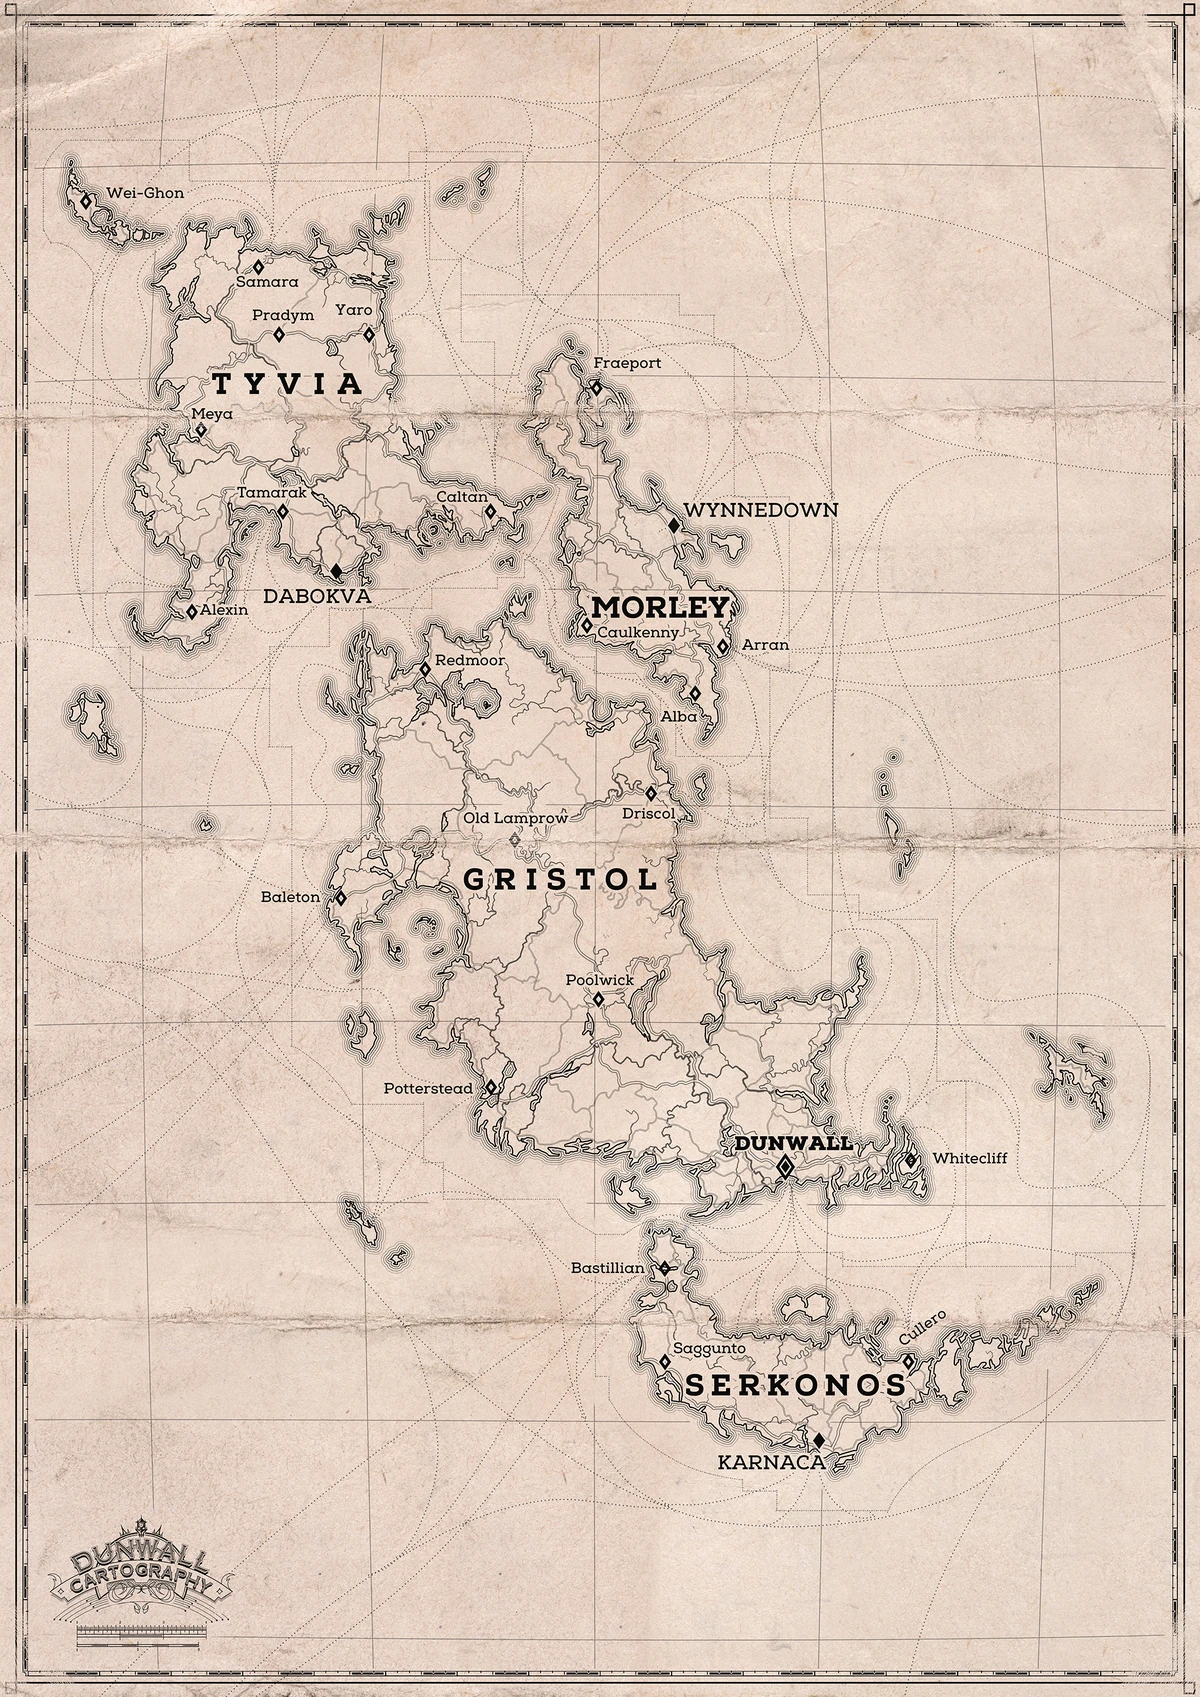 Wei-Ghon
Samara
Pradym
Yaro
TYVIA
Fraeport
Meya
Tamarak
Caltan
WYNNEDOWN
DABOKVA
Alexin
MORLEY
Caulkenny
Arran
Redmoor
Alba
Old Lamprow
Driscol
GRISTOL
Baleton
Poolwick
Potterstead
DUNWALL
Whitecliff
Bastillian
Cullero
Saggunto
SERKONOS
KARNACA
DUNWALL
CARTOGRAPHY